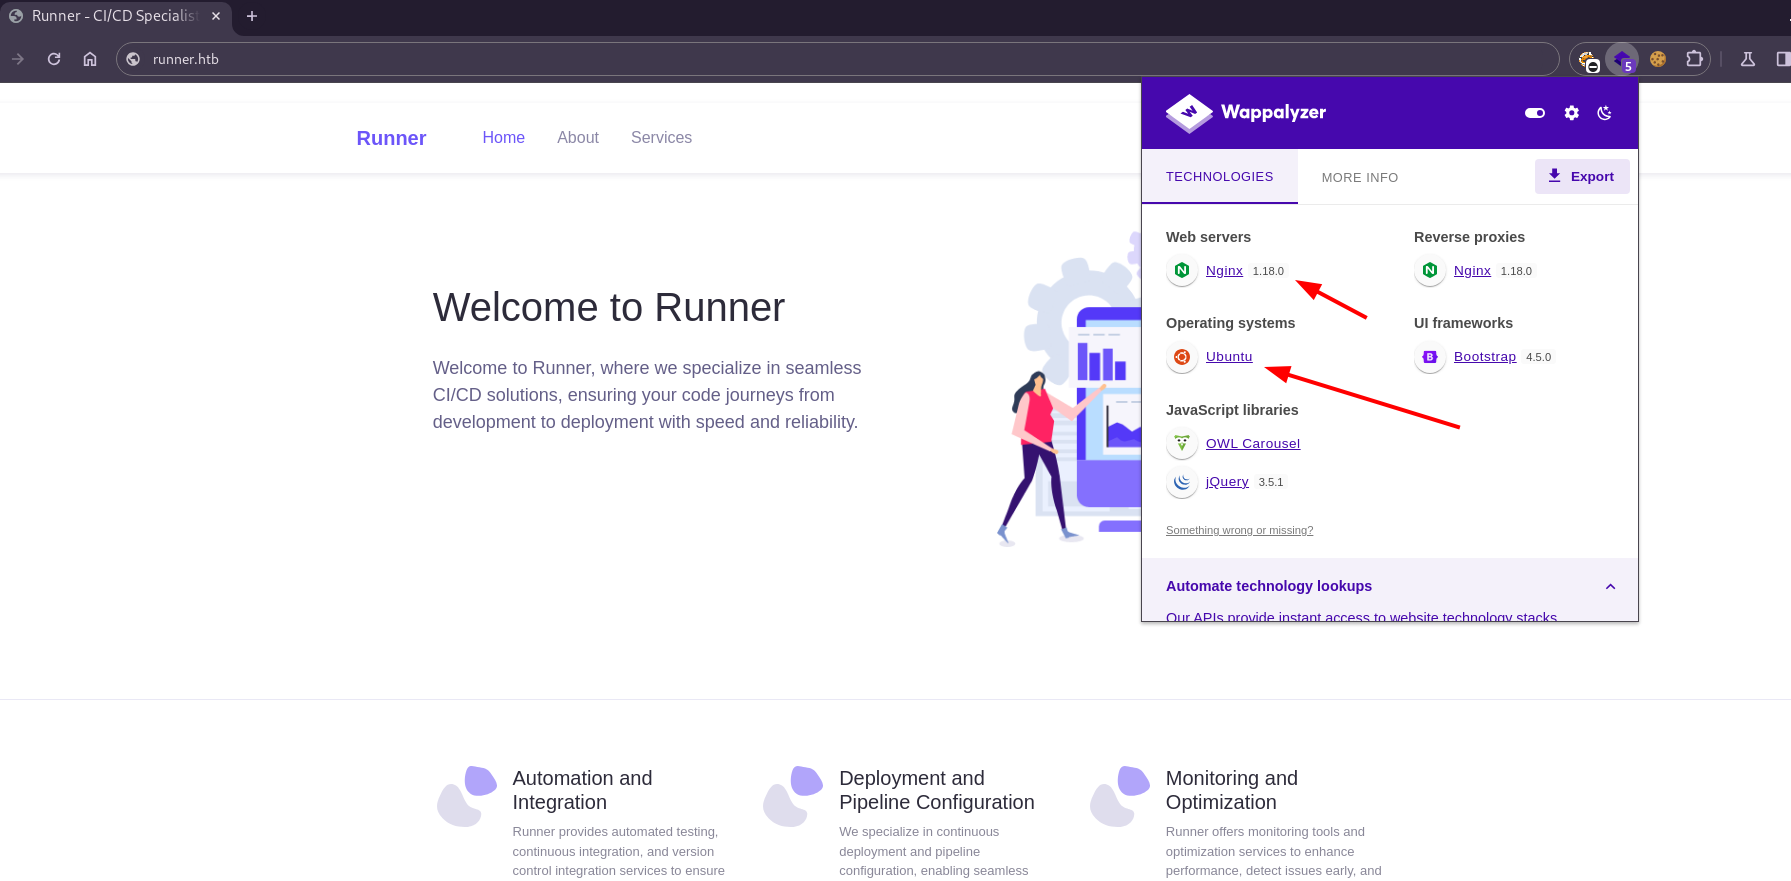 Runner - CI/CD Specialist
runner.htb
5
Runner
Home
About
Services
Welcome to Runner
Welcome to Runner, where we specialize in seamless
CI/CD solutions, ensuring your code journeys from
development to deployment with speed and reliability.
Wappalyzer
TECHNOLOGIES
MORE INFO
Export
Web servers
Nginx 1.18.0
Reverse proxies
Nginx 1.18.0
Operating systems
Ubuntu
UI frameworks
Bootstrap 4.5.0
JavaScript libraries
OWL Carousel
jQuery 3.5.1
Something wrong or missing?
Automate technology lookups
Our APIs provide instant access to website technology stacks
Automation and
Integration
Runner provides automated testing,
continuous integration, and version
control integration services to ensure
Deployment and
Pipeline Configuration
We specialize in continuous
deployment and pipeline
configuration, enabling seamless
Monitoring and
Optimization
Runner offers monitoring tools and
optimization services to enhance
performance, detect issues early, and